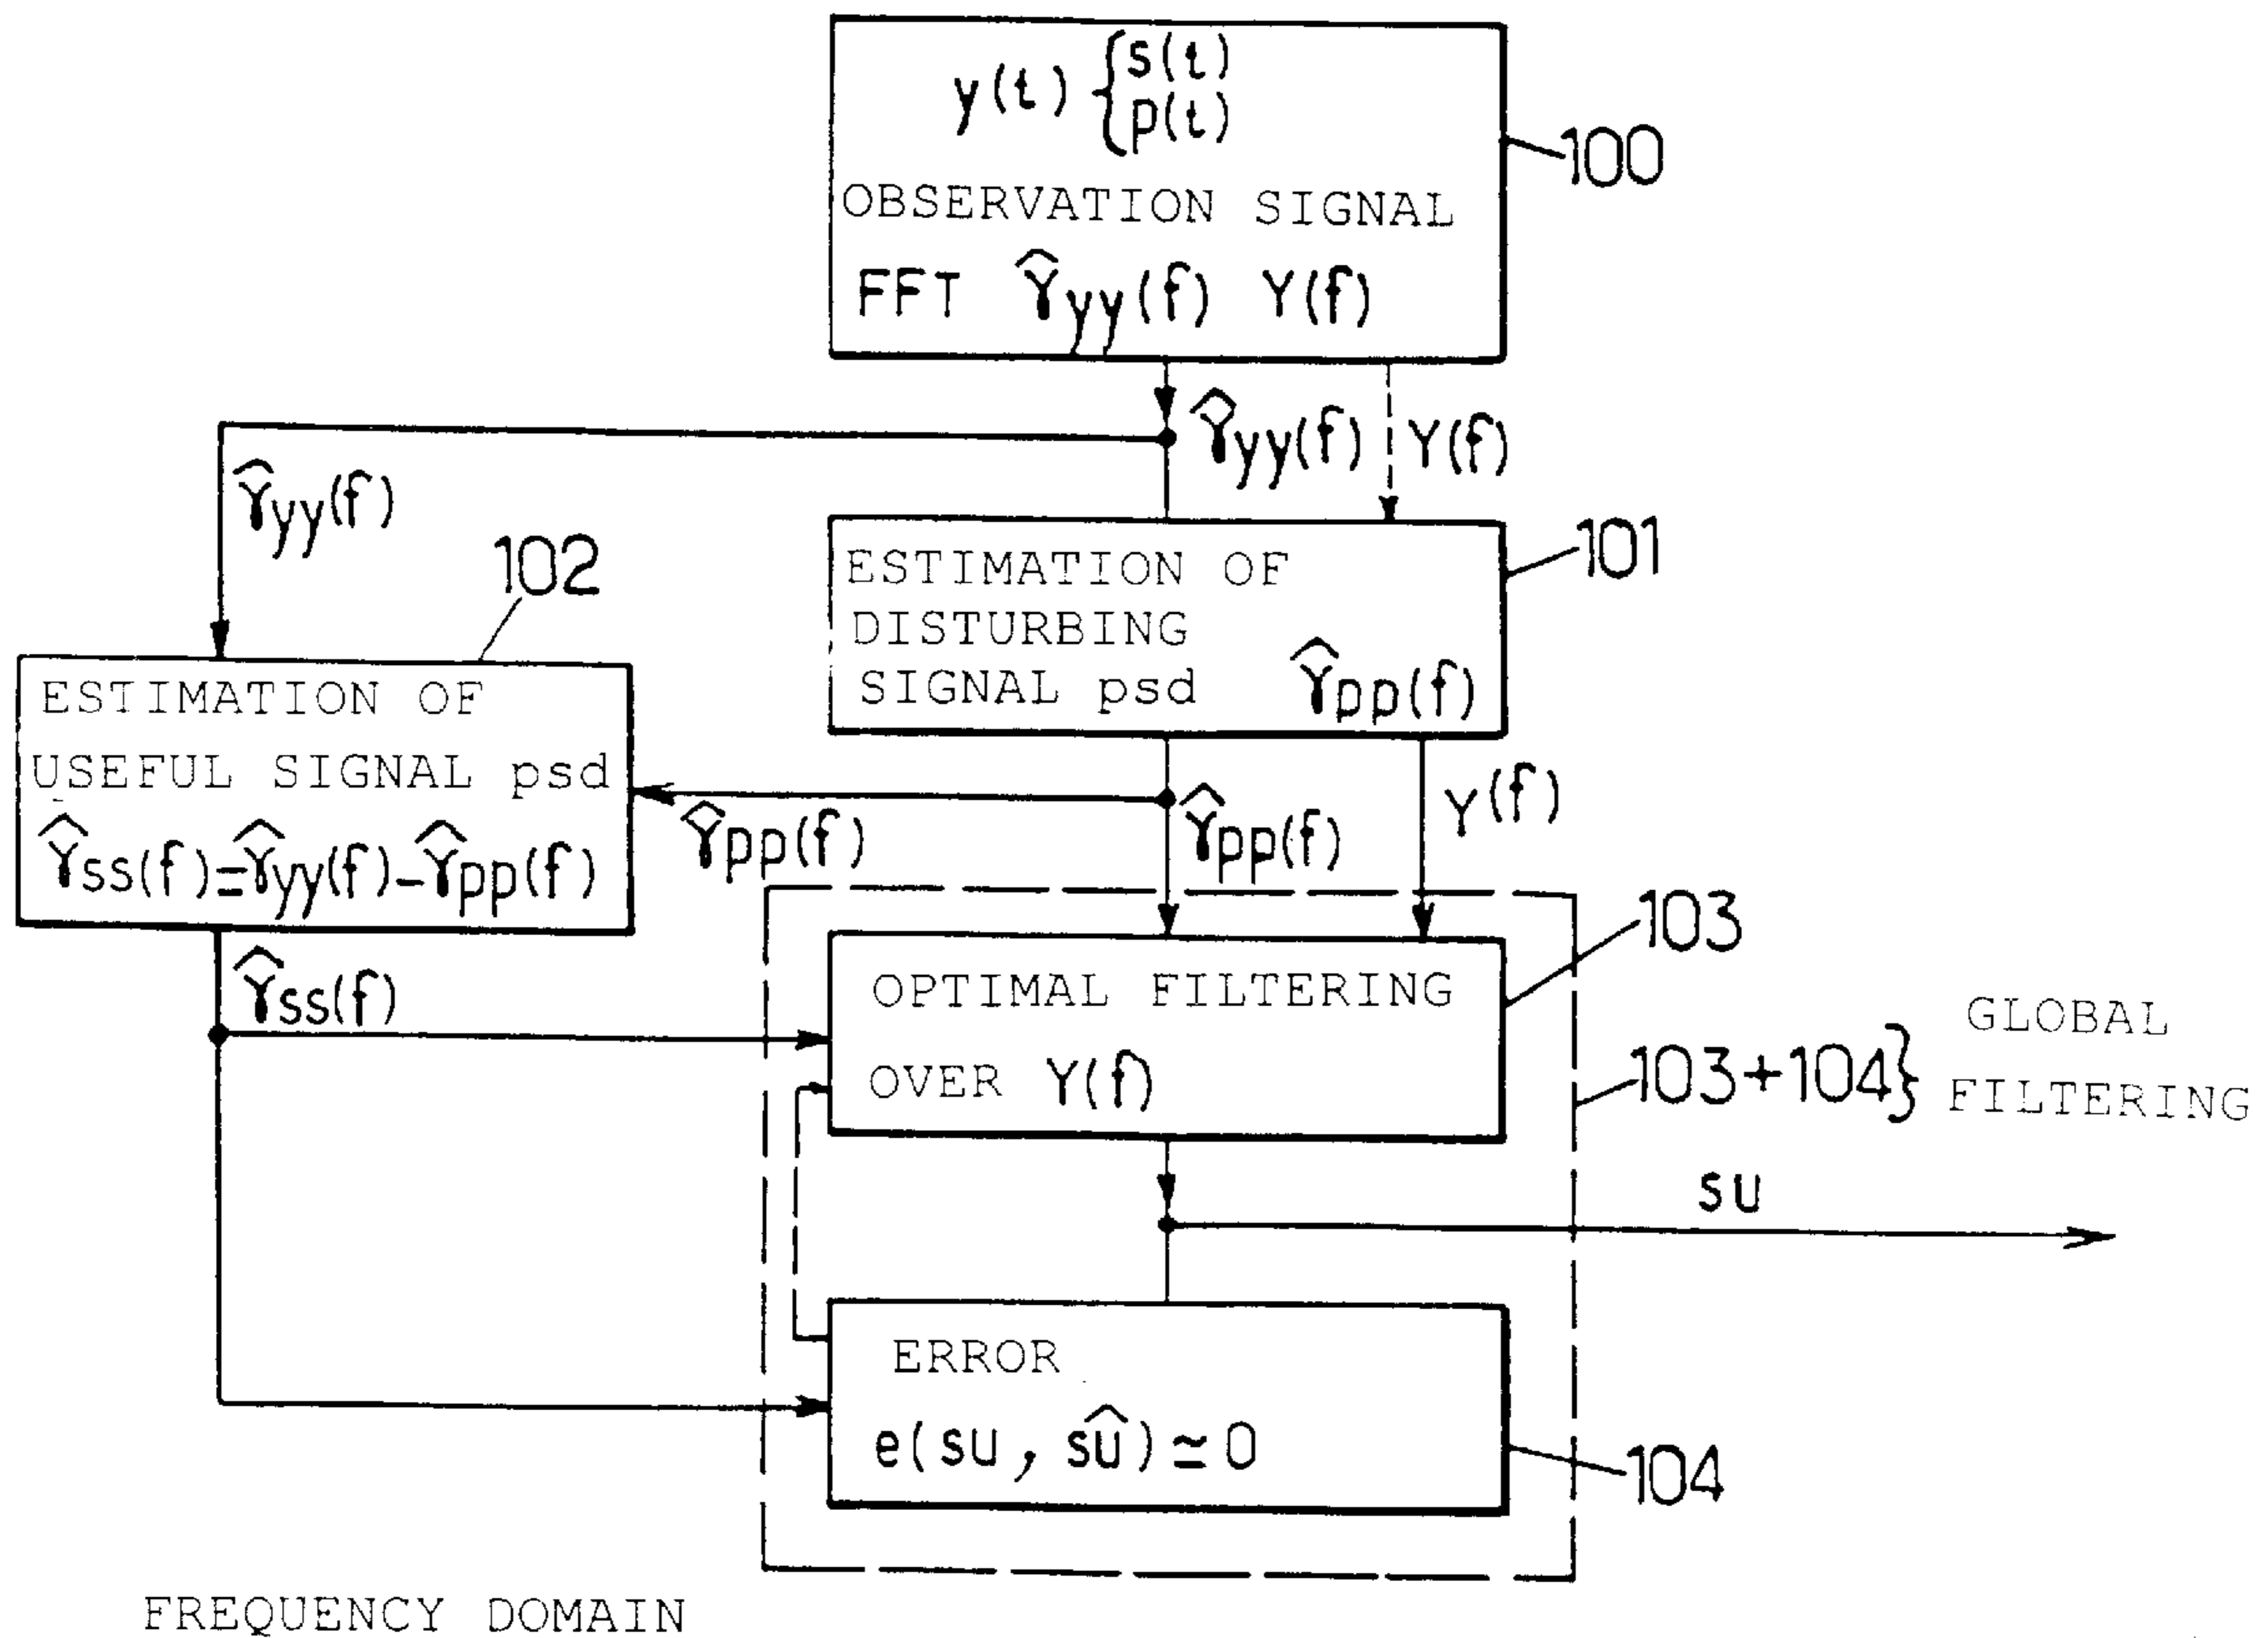 y(t) { s(t)
p(t)
OBSERVATION SIGNAL
FFT γ̂yy(f) Y(f)
100
γ̂yy(f) Y(f)
γ̂yy(f)
102
ESTIMATION OF
DISTURBING
SIGNAL psd γ̂pp(f)
101
ESTIMATION OF
USEFUL SIGNAL psd
γ̂ss(f)=γ̂yy(f)-γ̂pp(f)
γ̂pp(f)
γ̂pp(f)
Y(f)
γ̂ss(f)
OPTIMAL FILTERING
OVER Y(f)
103
103+104} GLOBAL
FILTERING
su
ERROR
e(su, sû) ≃ 0
104
FREQUENCY DOMAIN